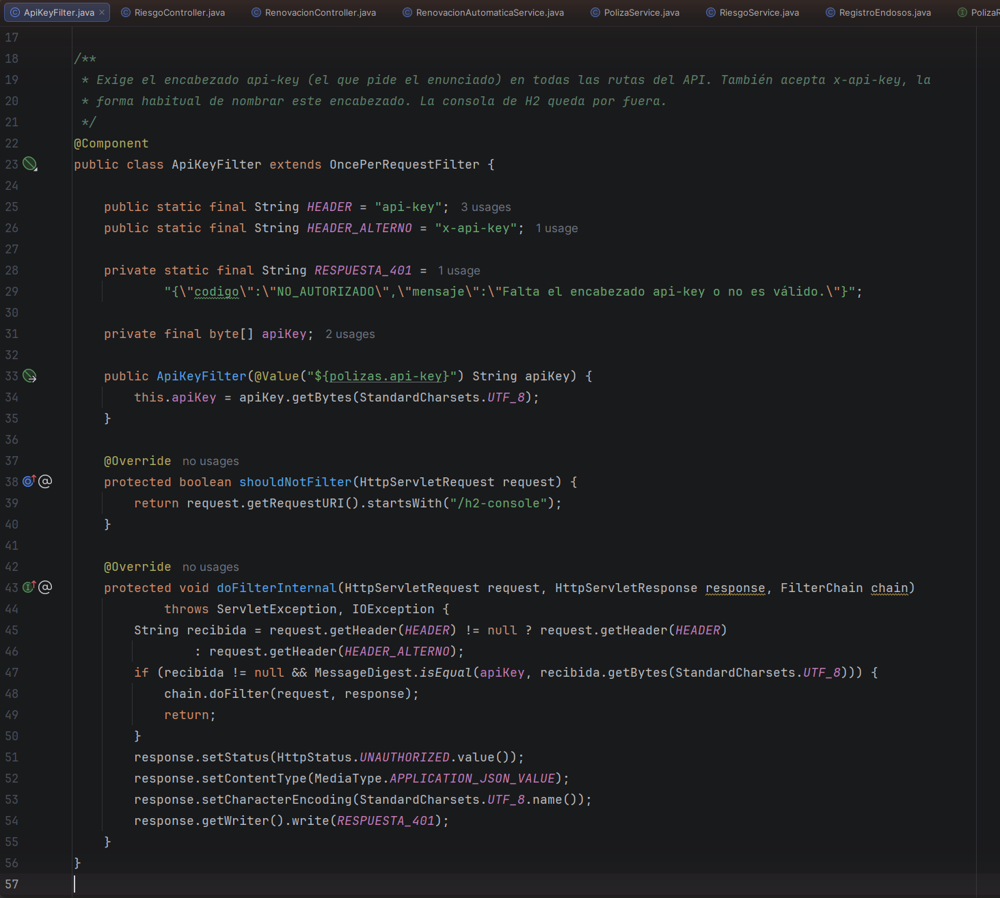 ApiKeyFilter.java RiesgoController.java RenovacionController.java RenovacionAutomaticaService.java PolizaService.java RiesgoService.java RegistroEndosos.java
17
18 /**
19 * Exige el encabezado api-key (el que pide el enunciado) en todas las rutas del API. También acepta x-api-key, la
20 * forma habitual de nombrar este encabezado. La consola de H2 queda por fuera.
21 */
22 @Component
23 public class ApiKeyFilter extends OncePerRequestFilter {
24
25 public static final String HEADER = "api-key"; 3 usages
26 public static final String HEADER_ALTERNO = "x-api-key"; 1 usage
27
28 private static final String RESPUESTA_401 = 1 usage
29 "{\"codigo\":\"NO_AUTORIZADO\",\"mensaje\":\"Falta el encabezado api-key o no es válido.\"}";
30
31 private final byte[] apiKey; 2 usages
32
33 public ApiKeyFilter(@Value("${polizas.api-key}") String apiKey) {
34 this.apiKey = apiKey.getBytes(StandardCharsets.UTF_8);
35 }
36
37 @Override no usages
38 protected boolean shouldNotFilter(HttpServletRequest request) {
39 return request.getRequestURI().startsWith("/h2-console");
40 }
41
42 @Override no usages
43 protected void doFilterInternal(HttpServletRequest request, HttpServletResponse response, FilterChain chain)
44 throws ServletException, IOException {
45 String recibida = request.getHeader(HEADER) != null ? request.getHeader(HEADER)
46 : request.getHeader(HEADER_ALTERNO);
47 if (recibida != null && MessageDigest.isEqual(apiKey, recibida.getBytes(StandardCharsets.UTF_8))) {
48 chain.doFilter(request, response);
49 return;
50 }
51 response.setStatus(HttpStatus.UNAUTHORIZED.value());
52 response.setContentType(MediaType.APPLICATION_JSON_VALUE);
53 response.setCharacterEncoding(StandardCharsets.UTF_8.name());
54 response.getWriter().write(RESPUESTA_401);
55 }
56 }
57